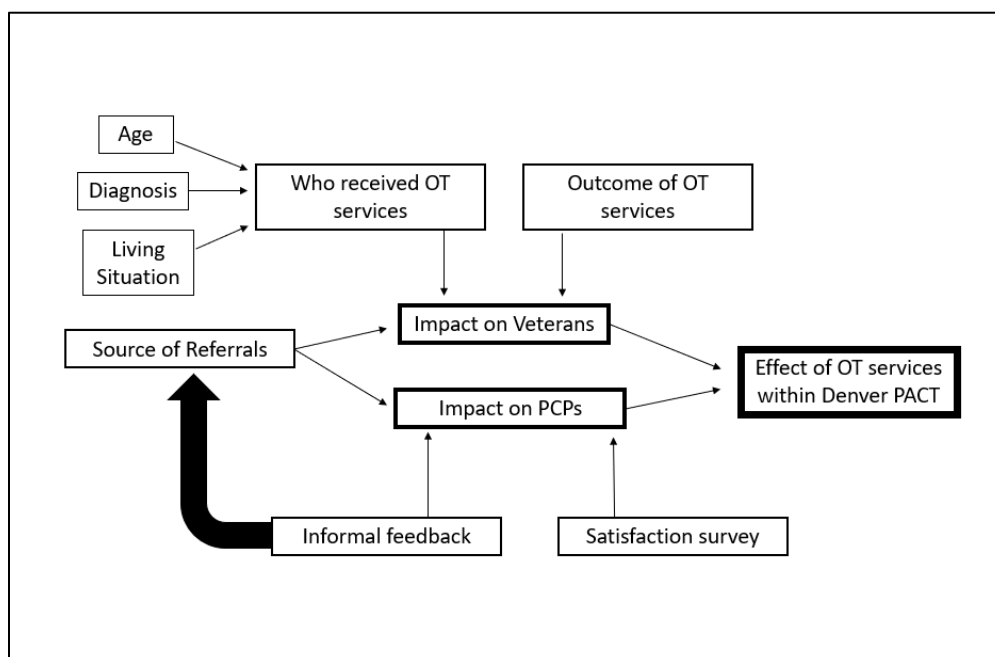 Age
Diagnosis
Living
Situation
Who received OT
services
Outcome of OT
services
Source of Referrals
Impact on Veterans
Impact on PCPs
Effect of OT services
within Denver PACT
Informal feedback
Satisfaction survey